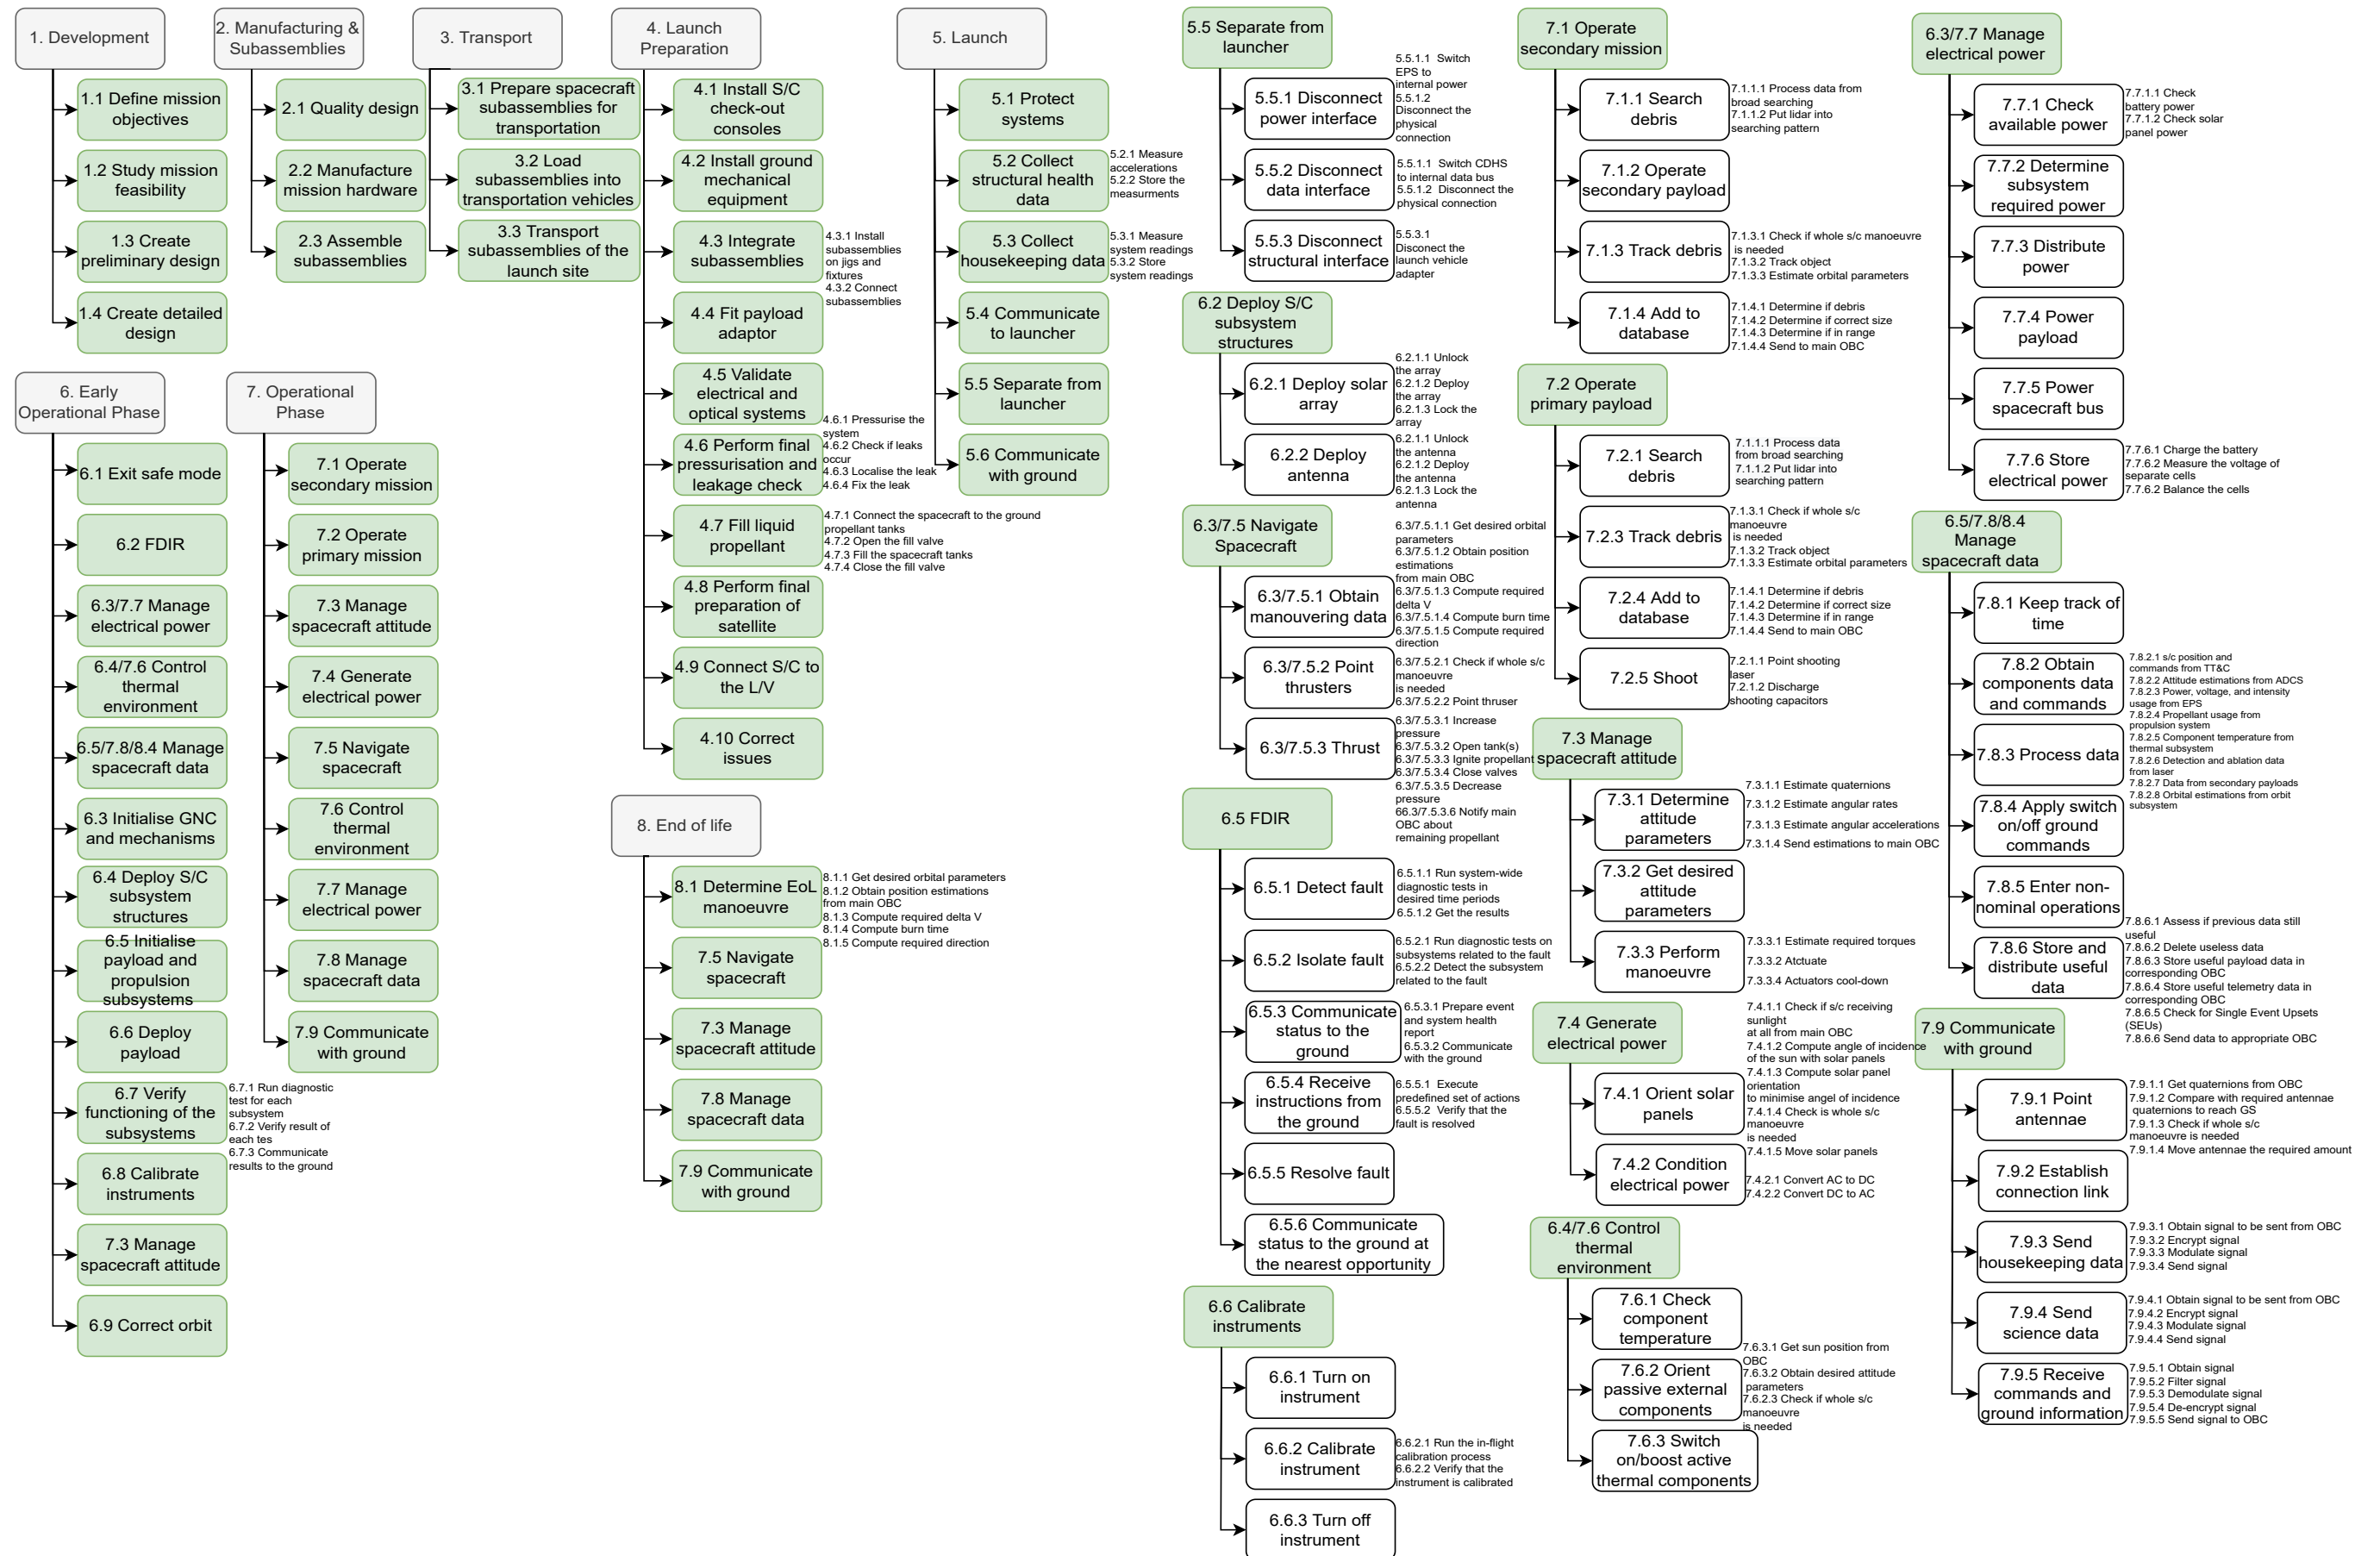 1. Development
1.1 Define mission
objectives
1.2 Study mission
feasibility
1.3 Create
preliminary design
1.4 Create detailed
design
2. Manufacturing &
Subassemblies
2.1 Quality design
2.2 Manufacture
mission hardware
2.3 Assemble
subassemblies
3. Transport
3.1 Prepare spacecraft
subassemblies for
transportation
3.2 Load
subassemblies into
transportation vehicles
3.3 Transport
subassemblies of the
launch site
4. Launch
Preparation
4.1 Install S/C
check-out
consoles
4.2 Install ground
mechanical
equipment
4.3 Integrate
subassemblies
4.3.1 Install
subassemblies
on jigs and
fixtures
4.3.2 Connect
subassemblies
4.4 Fit payload
adaptor
4.5 Validate
electrical and
optical systems
4.6 Perform final
pressurisation and
leakage check
4.6.1 Pressurise the
system
4.6.2 Check if leaks
occur
4.6.3 Localise the leak
4.6.4 Fix the leak
4.7 Fill liquid
propellant
4.7.1 Connect the spacecraft to the ground
propellant tanks
4.7.2 Open the fill valve
4.7.3 Fill the spacecraft tanks
4.7.4 Close the fill valve
4.8 Perform final
preparation of
satellite
4.9 Connect S/C to
the L/V
4.10 Correct
issues
5. Launch
5.1 Protect
systems
5.2 Collect
structural health
data
5.2.1 Measure
accelerations
5.2.2 Store the
measurments
5.3 Collect
housekeeping data
5.3.1 Measure
system readings
5.3.2 Store
system readings
5.4 Communicate
to launcher
5.5 Separate from
launcher
5.6 Communicate
with ground
6. Early
Operational Phase
6.1 Exit safe mode
6.2 FDIR
6.3/7.7 Manage
electrical power
6.4/7.6 Control
thermal
environment
6.5/7.8/8.4 Manage
spacecraft data
6.3 Initialise GNC
and mechanisms
6.4 Deploy S/C
subsystem
structures
6.5 Initialise
payload and
propulsion
subsystems
6.6 Deploy
payload
6.7 Verify
functioning of the
subsystems
6.7.1 Run diagnostic
test for each
subsystem
6.7.2 Verify result of
each tes
6.7.3 Communicate
results to the ground
6.8 Calibrate
instruments
7.3 Manage
spacecraft attitude
6.9 Correct orbit
7. Operational
Phase
7.1 Operate
secondary mission
7.2 Operate
primary mission
7.3 Manage
spacecraft attitude
7.4 Generate
electrical power
7.5 Navigate
spacecraft
7.6 Control
thermal
environment
7.7 Manage
electrical power
7.8 Manage
spacecraft data
7.9 Communicate
with ground
8. End of life
8.1 Determine EoL
manoeuvre
8.1.1 Get desired orbital parameters
8.1.2 Obtain position estimations
from main OBC
8.1.3 Compute required delta V
8.1.4 Compute burn time
8.1.5 Compute required direction
7.5 Navigate
spacecraft
7.3 Manage
spacecraft attitude
7.8 Manage
spacecraft data
7.9 Communicate
with ground
5.5 Separate from
launcher
5.5.1 Disconnect
power interface
5.5.1.1 Switch
EPS to
internal power
5.5.1.2
Disconnect the
physical
connection
5.5.2 Disconnect
data interface
5.5.1.1 Switch CDHS
to internal data bus
5.5.1.2 Disconnect the
physical connection
5.5.3 Disconnect
structural interface
5.5.3.1
Disconect the
launch vehicle
adapter
6.2 Deploy S/C
subsystem
structures
6.2.1 Deploy solar
array
6.2.1.1 Unlock
the array
6.2.1.2 Deploy
the array
6.2.1.3 Lock the
array
6.2.2 Deploy
antenna
6.2.1.1 Unlock
the antenna
6.2.1.2 Deploy
the antenna
6.2.1.3 Lock the
antenna
6.3/7.5 Navigate
Spacecraft
6.3/7.5.1 Obtain
manouvering data
6.3/7.5.1.1 Get desired orbital
parameters
6.3/7.5.1.2 Obtain position
estimations
from main OBC
6.3/7.5.1.3 Compute required
delta V
6.3/7.5.1.4 Compute burn time
6.3/7.5.1.5 Compute required
direction
6.3/7.5.2 Point
thrusters
6.3/7.5.2.1 Check if whole s/c
manoeuvre
is needed
6.3/7.5.2.2 Point thruser
6.3/7.5.3 Thrust
6.3/7.5.3.1 Increase
pressure
6.3/7.5.3.2 Open tank(s)
6.3/7.5.3.3 Ignite propellant
6.3/7.5.3.4 Close valves
6.3/7.5.3.5 Decrease
pressure
66.3/7.5.3.6 Notify main
OBC about
remaining propellant
6.5 FDIR
6.5.1 Detect fault
6.5.1.1 Run system-wide
diagnostic tests in
desired time periods
6.5.1.2 Get the results
6.5.2 Isolate fault
6.5.2.1 Run diagnostic tests on
subsystems related to the fault
6.5.2.2 Detect the subsystem
related to the fault
6.5.3 Communicate
status to the
ground
6.5.3.1 Prepare event
and system health
report
6.5.3.2 Communicate
with the ground
6.5.4 Receive
instructions from
the ground
6.5.5.1 Execute
predefined set of actions
6.5.5.2 Verify that the
fault is resolved
6.5.5 Resolve fault
6.5.6 Communicate
status to the ground at
the nearest opportunity
6.6 Calibrate
instruments
6.6.1 Turn on
instrument
6.6.2 Calibrate
instrument
6.6.2.1 Run the in-flight
calibration process
6.6.2.2 Verify that the
instrument is calibrated
6.6.3 Turn off
instrument
7.1 Operate
secondary mission
7.1.1 Search
debris
7.1.1.1 Process data from
broad searching
7.1.1.2 Put lidar into
searching pattern
7.1.2 Operate
secondary payload
7.1.3 Track debris
7.1.3.1 Check if whole s/c manoeuvre
is needed
7.1.3.2 Track object
7.1.3.3 Estimate orbital parameters
7.1.4 Add to
database
7.1.4.1 Determine if debris
7.1.4.2 Determine if correct size
7.1.4.3 Determine if in range
7.1.4.4 Send to main OBC
7.2 Operate
primary payload
7.2.1 Search
debris
7.1.1.1 Process data
from broad searching
7.1.1.2 Put lidar into
searching pattern
7.2.3 Track debris
7.1.3.1 Check if whole s/c
manoeuvre
is needed
7.1.3.2 Track object
7.1.3.3 Estimate orbital parameters
7.2.4 Add to
database
7.1.4.1 Determine if debris
7.1.4.2 Determine if correct size
7.1.4.3 Determine if in range
7.1.4.4 Send to main OBC
7.2.5 Shoot
7.2.1.1 Point shooting
laser
7.2.1.2 Discharge
shooting capacitors
7.3 Manage
spacecraft attitude
7.3.1 Determine
attitude
parameters
7.3.1.1 Estimate quaternions
7.3.1.2 Estimate angular rates
7.3.1.3 Estimate angular accelerations
7.3.1.4 Send estimations to main OBC
7.3.2 Get desired
attitude
parameters
7.3.3 Perform
manoeuvre
7.3.3.1 Estimate required torques
7.3.3.2 Atctuate
7.3.3.4 Actuators cool-down
7.4 Generate
electrical power
7.4.1 Orient solar
panels
7.4.1.1 Check if s/c receiving
sunlight
at all from main OBC
7.4.1.2 Compute angle of incidence
of the sun with solar panels
7.4.1.3 Compute solar panel
orientation
to minimise angel of incidence
7.4.1.4 Check is whole s/c
manoeuvre
is needed
7.4.1.5 Move solar panels
7.4.2 Condition
electrical power
7.4.2.1 Convert AC to DC
7.4.2.2 Convert DC to AC
6.4/7.6 Control
thermal
environment
7.6.1 Check
component
temperature
7.6.2 Orient
passive external
components
7.6.3.1 Get sun position from
OBC
7.6.3.2 Obtain desired attitude
parameters
7.6.2.3 Check if whole s/c
manoeuvre
is needed
7.6.3 Switch
on/boost active
thermal components
6.3/7.7 Manage
electrical power
7.7.1 Check
available power
7.7.1.1 Check
battery power
7.7.1.2 Check solar
panel power
7.7.2 Determine
subsystem
required power
7.7.3 Distribute
power
7.7.4 Power
payload
7.7.5 Power
spacecraft bus
7.7.6 Store
electrical power
7.7.6.1 Charge the battery
7.7.6.2 Measure the voltage of
separate cells
7.7.6.2 Balance the cells
6.5/7.8/8.4
Manage
spacecraft data
7.8.1 Keep track of
time
7.8.2 Obtain
components data
and commands
7.8.2.1 s/c position and
commands from TT&C
7.8.2.2 Attitude estimations from ADCS
7.8.2.3 Power, voltage, and intensity
usage from EPS
7.8.2.4 Propellant usage from
propulsion system
7.8.2.5 Component temperature from
thermal subsystem
7.8.2.6 Detection and ablation data
from laser
7.8.2.7 Data from secondary payloads
7.8.2.8 Orbital estimations from orbit
subsystem
7.8.3 Process data
7.8.4 Apply switch
on/off ground
commands
7.8.5 Enter non-
nominal operations
7.8.6 Store and
distribute useful
data
7.8.6.1 Assess if previous data still
useful
7.8.6.2 Delete useless data
7.8.6.3 Store useful payload data in
corresponding OBC
7.8.6.4 Store useful telemetry data in
corresponding OBC
7.8.6.5 Check for Single Event Upsets
(SEUs)
7.8.6.6 Send data to appropriate OBC
7.9 Communicate
with ground
7.9.1 Point
antennae
7.9.1.1 Get quaternions from OBC
7.9.1.2 Compare with required antennae
quaternions to reach GS
7.9.1.3 Check if whole s/c
manoeuvre is needed
7.9.1.4 Move antennae the required amount
7.9.2 Establish
connection link
7.9.3 Send
housekeeping data
7.9.3.1 Obtain signal to be sent from OBC
7.9.3.2 Encrypt signal
7.9.3.3 Modulate signal
7.9.3.4 Send signal
7.9.4 Send
science data
7.9.4.1 Obtain signal to be sent from OBC
7.9.4.2 Encrypt signal
7.9.4.3 Modulate signal
7.9.4.4 Send signal
7.9.5 Receive
commands and
ground information
7.9.5.1 Obtain signal
7.9.5.2 Filter signal
7.9.5.3 Demodulate signal
7.9.5.4 De-encrypt signal
7.9.5.5 Send signal to OBC